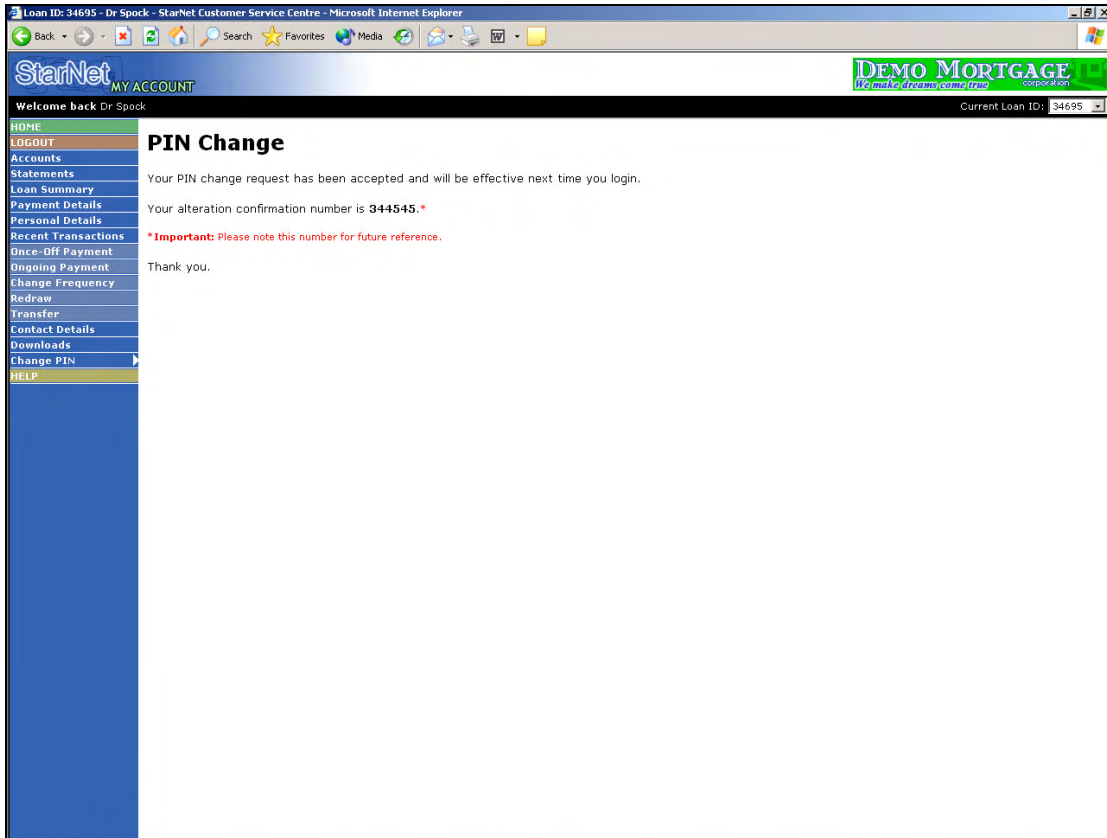 Loan ID: 34695 - Dr Spock - StarNet Customer Service Centre - Microsoft Internet Explorer
Back Search Favorites Media
StarNet MY ACCOUNT
DEMO MORTGAGE
We make dreams come true corporation
Welcome back Dr Spock
Current Loan ID: 34695
HOME
LOGOUT
Accounts
Statements
Loan Summary
Payment Details
Personal Details
Recent Transactions
Once-Off Payment
Ongoing Payment
Change Frequency
Redraw
Transfer
Contact Details
Downloads
Change PIN
HELP
PIN Change
Your PIN change request has been accepted and will be effective next time you login.
Your alteration confirmation number is 344545.*
*Important: Please note this number for future reference.
Thank you.